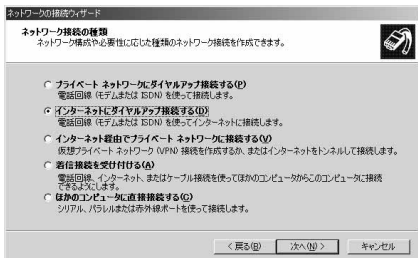 ネットワークの接続ウィザード
ネットワーク接続の種類
ネットワーク構成や必要性に応じた種類のネットワーク接続を作成できます。
プライベート ネットワークにダイヤルアップ接続する(P)
電話回線 (モデムまたは ISDN) を使って接続します。
インターネットにダイヤルアップ接続する(D)
電話回線 (モデムまたは ISDN) を使ってインターネットに接続します。
インターネット経由でプライベート ネットワークに接続する(V)
仮想プライベート ネットワーク (VPN) 接続を作成するか、またはインターネットをトンネルして接続します。
着信接続を受け付ける(A)
電話回線、インターネット、またはケーブル接続を使ってほかのコンピュータからこのコンピュータに接続
できるようにします。
ほかのコンピュータに直接接続する(C)
シリアル、パラレルまたは赤外線ポートを使って接続します。
< 戻る(B)
次へ(N) >
キャンセル